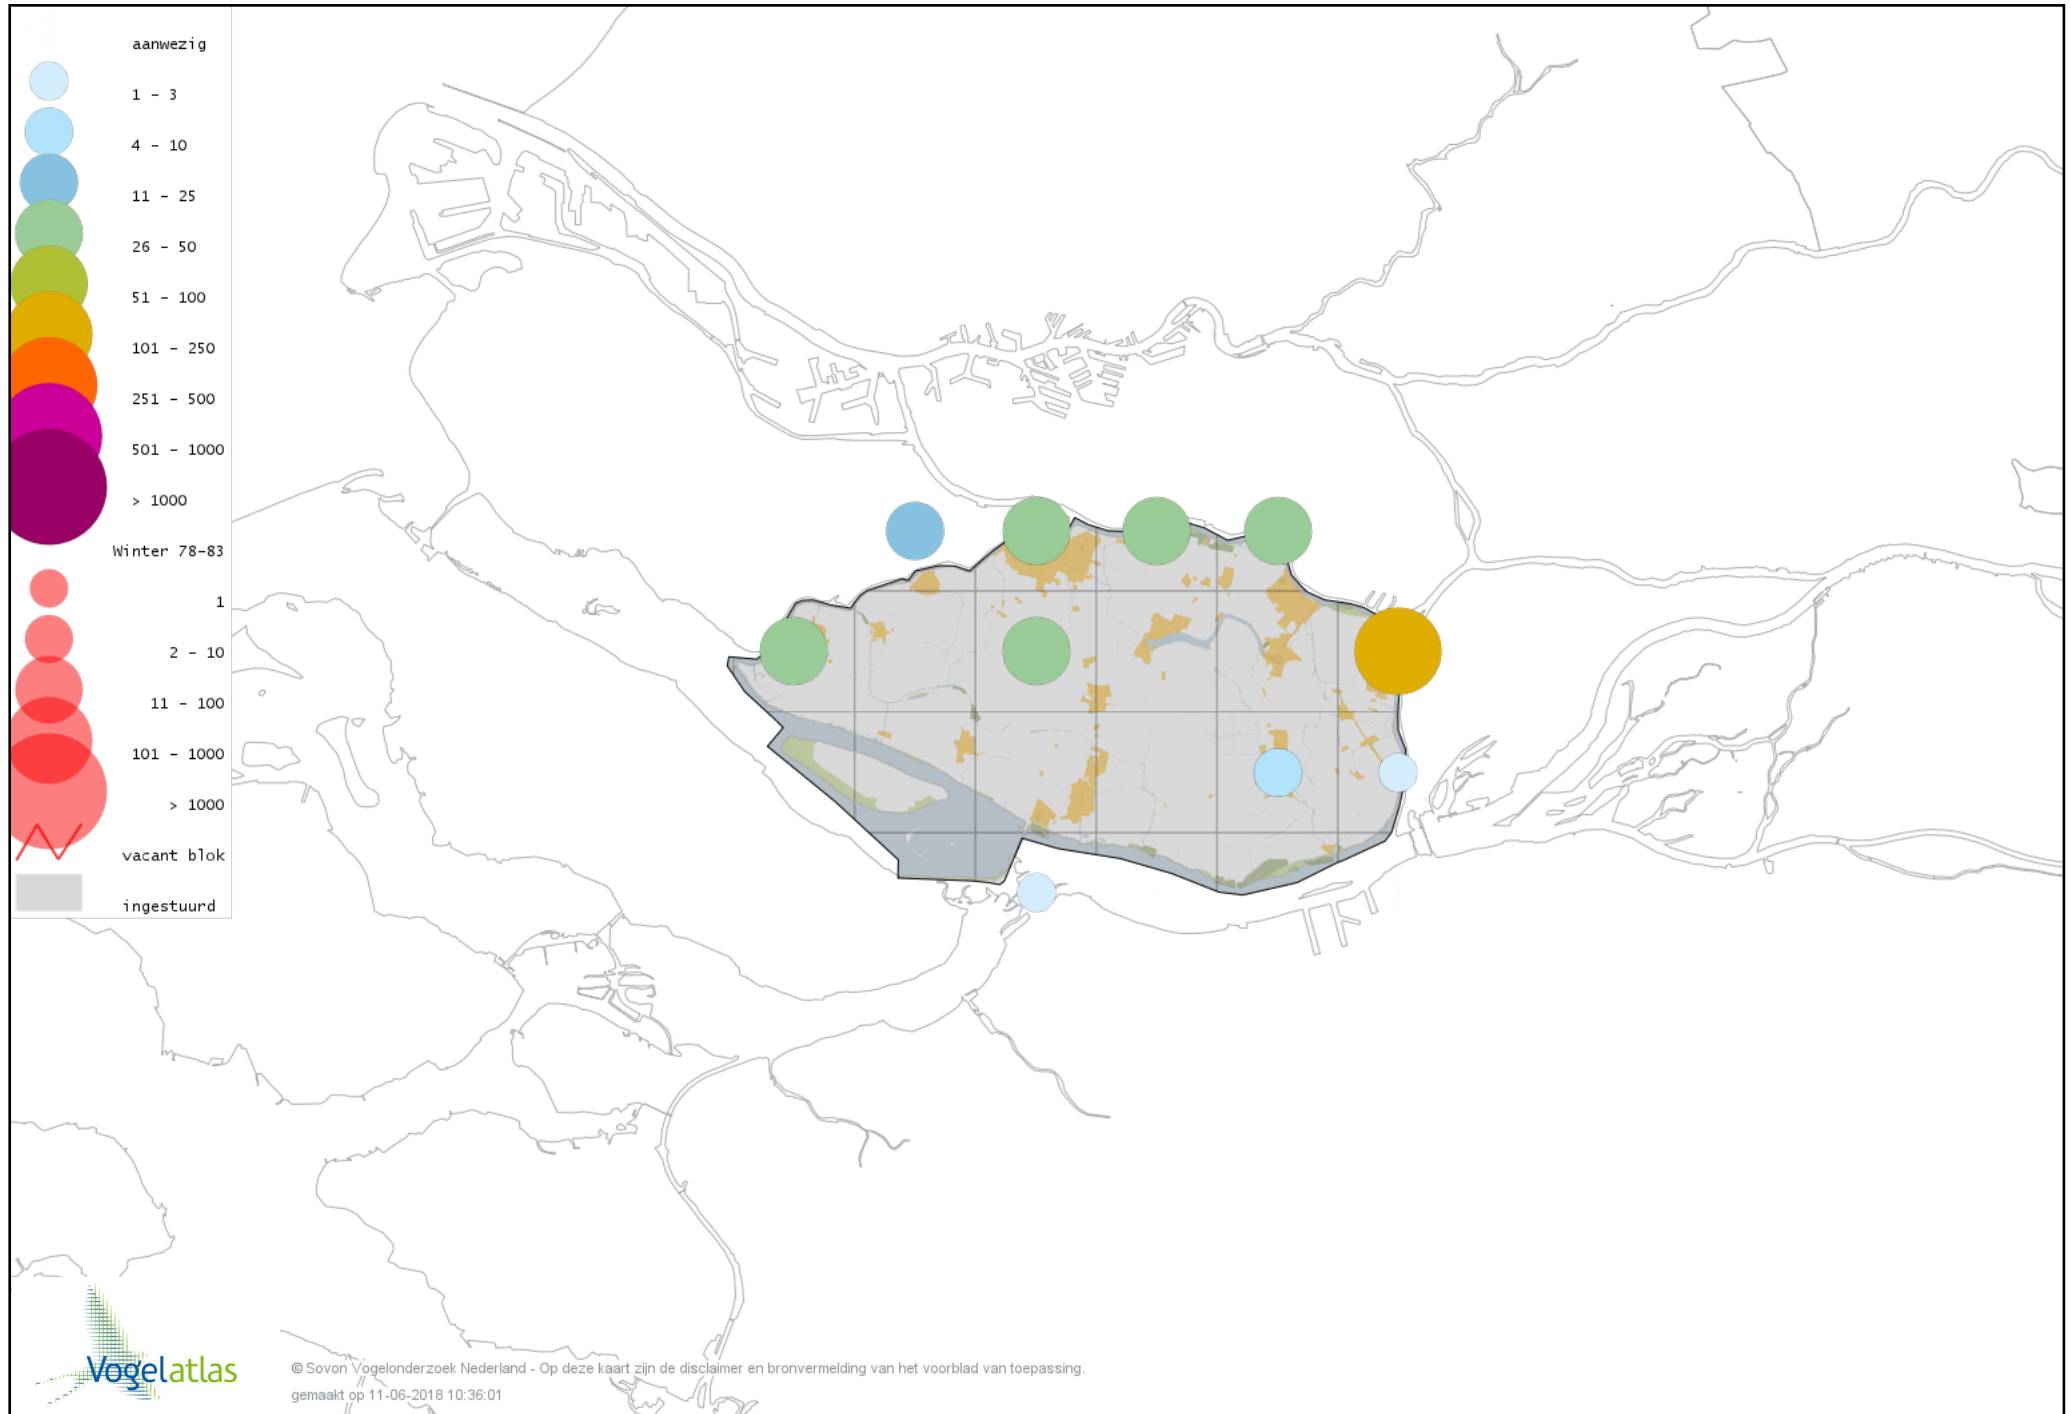 aanwezig
1 - 3
4 - 10
11 - 25
26 - 50
51 - 100
101 - 250
251 - 500
501 - 1000
> 1000
Winter 78-83
1
2 - 10
11 - 100
101 - 1000
> 1000
vacant blok
ingestuurd
Vogelatlas
© Sovon Vogelonderzoek Nederland - Op deze kaart zijn de disclaimer en bronvermelding van het voorblad van toepassing.
gemaakt op 11-06-2018 10:36:01